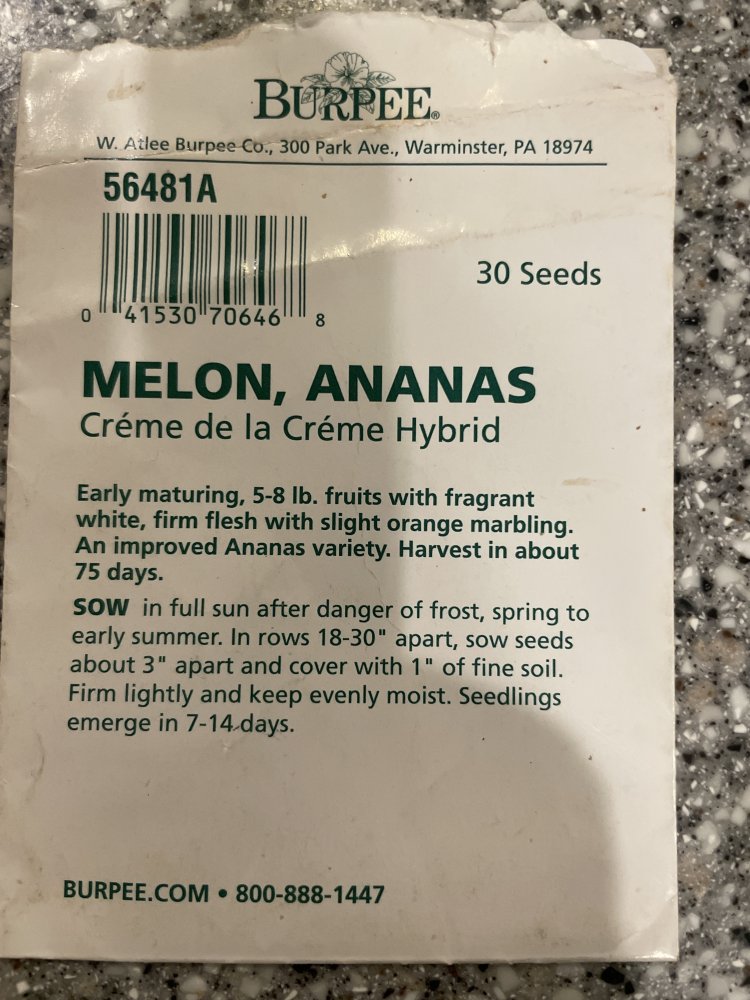 BURPEE®
W. Atlee Burpee Co., 300 Park Ave., Warminster, PA 18974
56481A
30 Seeds
0 41530 70646 8
MELON, ANANAS
Créme de la Créme Hybrid
Early maturing, 5-8 lb. fruits with fragrant
white, firm flesh with slight orange marbling.
An improved Ananas variety. Harvest in about
75 days.
SOW in full sun after danger of frost, spring to
early summer. In rows 18-30" apart, sow seeds
about 3" apart and cover with 1" of fine soil.
Firm lightly and keep evenly moist. Seedlings
emerge in 7-14 days.
BURPEE.COM • 800-888-1447